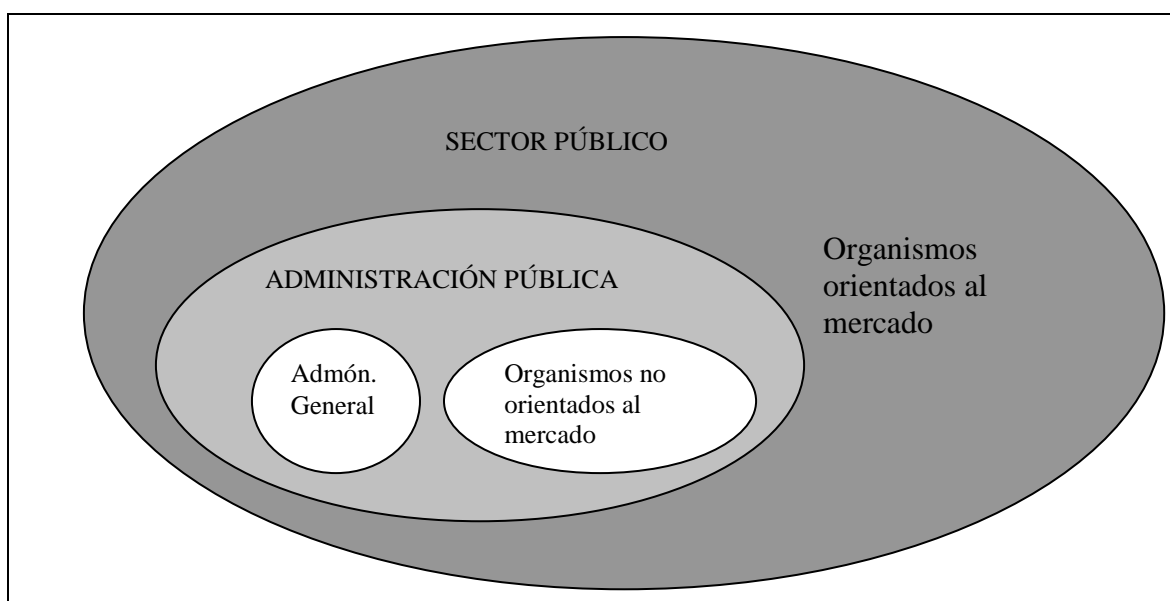 SECTOR PÚBLICO
Organismos
orientados al
mercado
ADMINISTRACIÓN PÚBLICA
Admón.
General
Organismos no
orientados al
mercado